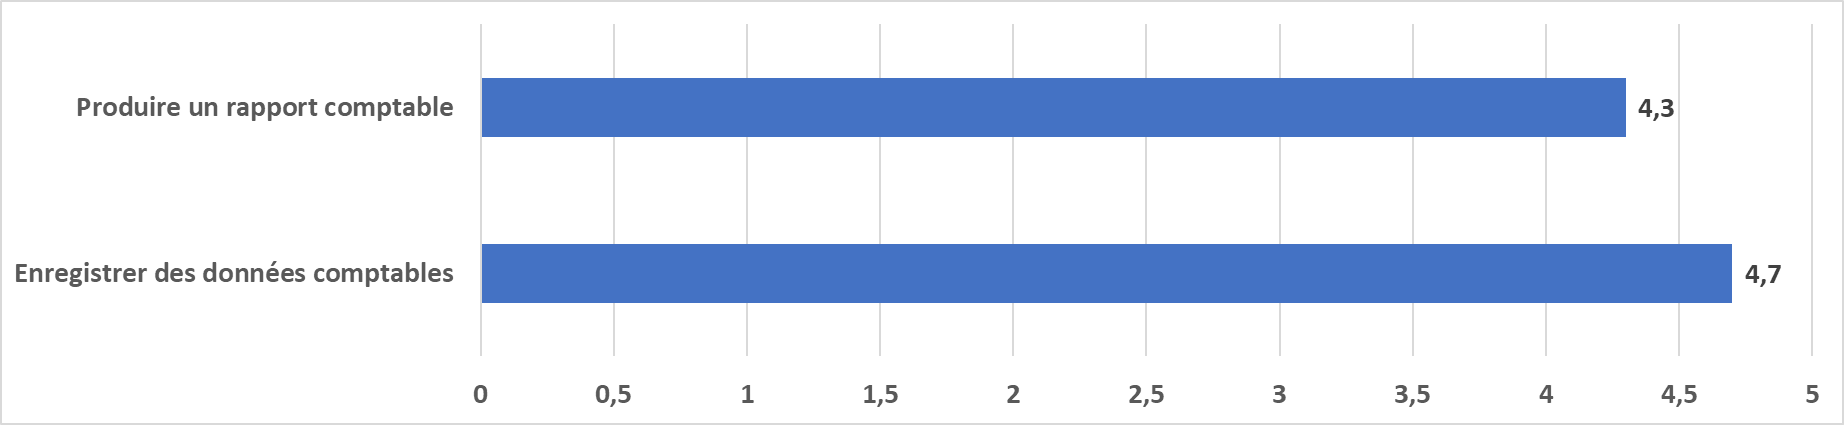 Produire un rapport comptable
4,3
Enregistrer des données comptables
4,7
0 0,5 1 1,5 2 2,5 3 3,5 4 4,5 5